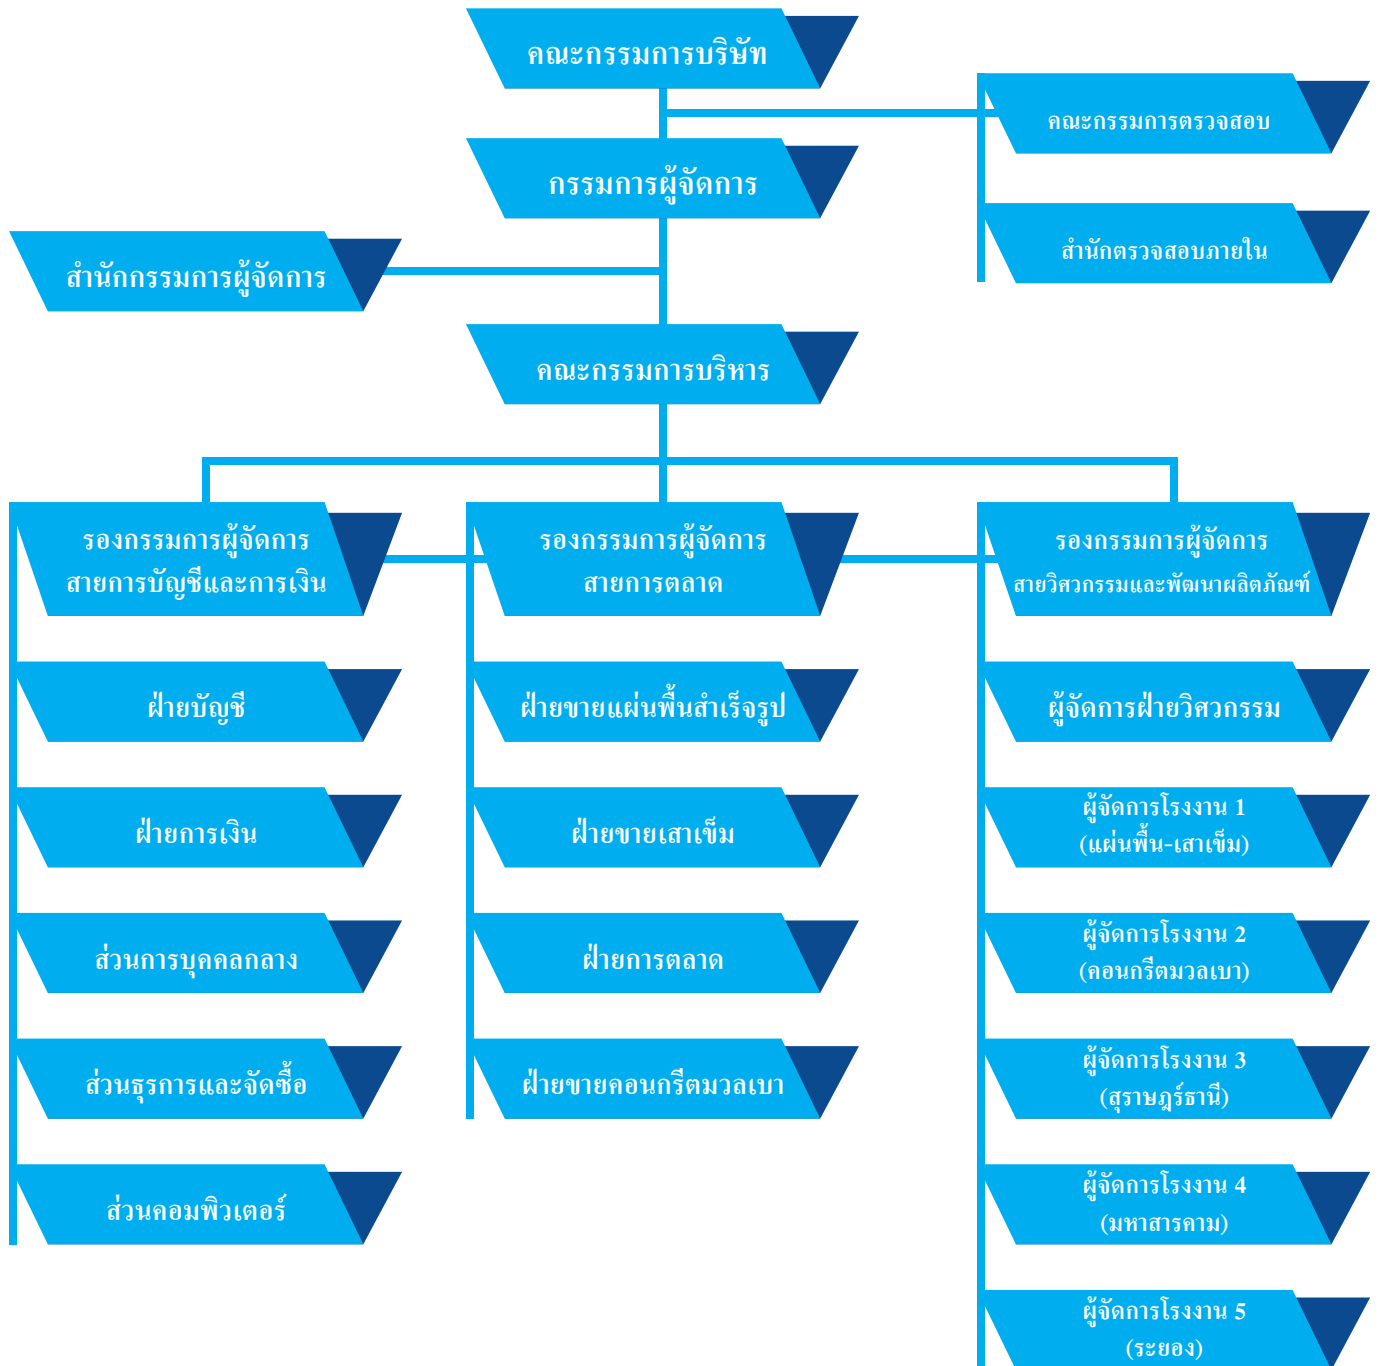 คณะกรรมการบริษัท
คณะกรรมการตรวจสอบ
กรรมการผู้จัดการ
สำนักตรวจสอบภายใน
สำนักกรรมการผู้จัดการ
คณะกรรมการบริหาร
รองกรรมการผู้จัดการ
สายการบัญชีและการเงิน
รองกรรมการผู้จัดการ
สายการตลาด
รองกรรมการผู้จัดการ
สายวิศวกรรมและพัฒนาผลิตภัณฑ์
ฝ่ายบัญชี
ฝ่ายการเงิน
ส่วนการบุคคลกลาง
ส่วนธุรการและจัดซื้อ
ส่วนคอมพิวเตอร์
ฝ่ายขายแผ่นพื้นสำเร็จรูป
ฝ่ายขายเสาเข็ม
ฝ่ายการตลาด
ฝ่ายขายคอนกรีตมวลเบา
ผู้จัดการฝ่ายวิศวกรรม
ผู้จัดการโรงงาน 1
(แผ่นพื้น-เสาเข็ม)
ผู้จัดการโรงงาน 2
(คอนกรีตมวลเบา)
ผู้จัดการโรงงาน 3
(สุราษฎร์ธานี)
ผู้จัดการโรงงาน 4
(มหาสารคาม)
ผู้จัดการโรงงาน 5
(ระยอง)